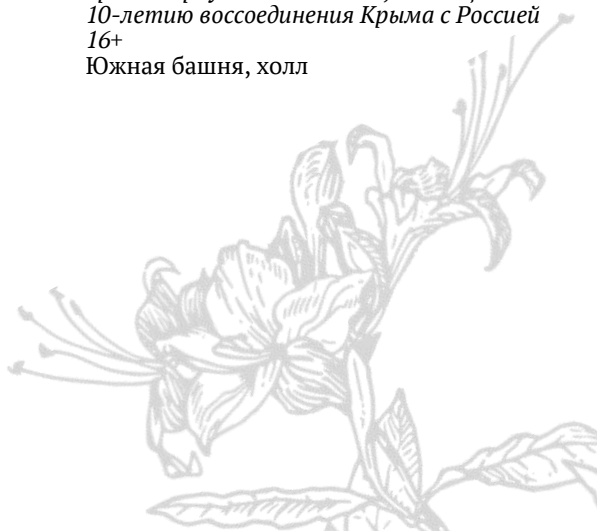 10-летию воссоединения Крыма с Россией
16+
Южная башня, холл